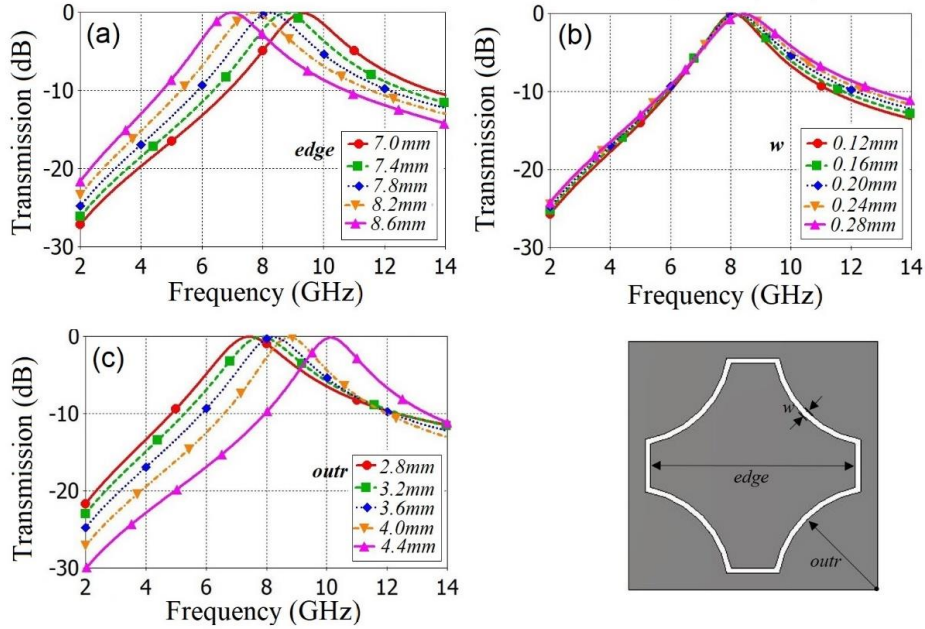 (a)
Transmission (dB)
0
-10
-20
-30
2 4 6 8 10 12 14
Frequency (GHz)
edge
7.0mm
7.4mm
7.8mm
8.2mm
8.6mm
(b)
Transmission (dB)
0
-10
-20
-30
2 4 6 8 10 12 14
Frequency (GHz)
w
0.12mm
0.16mm
0.20mm
0.24mm
0.28mm
(c)
Transmission (dB)
0
-10
-20
-30
2 4 6 8 10 12 14
Frequency (GHz)
outr
2.8mm
3.2mm
3.6mm
4.0mm
4.4mm
w
edge
outr